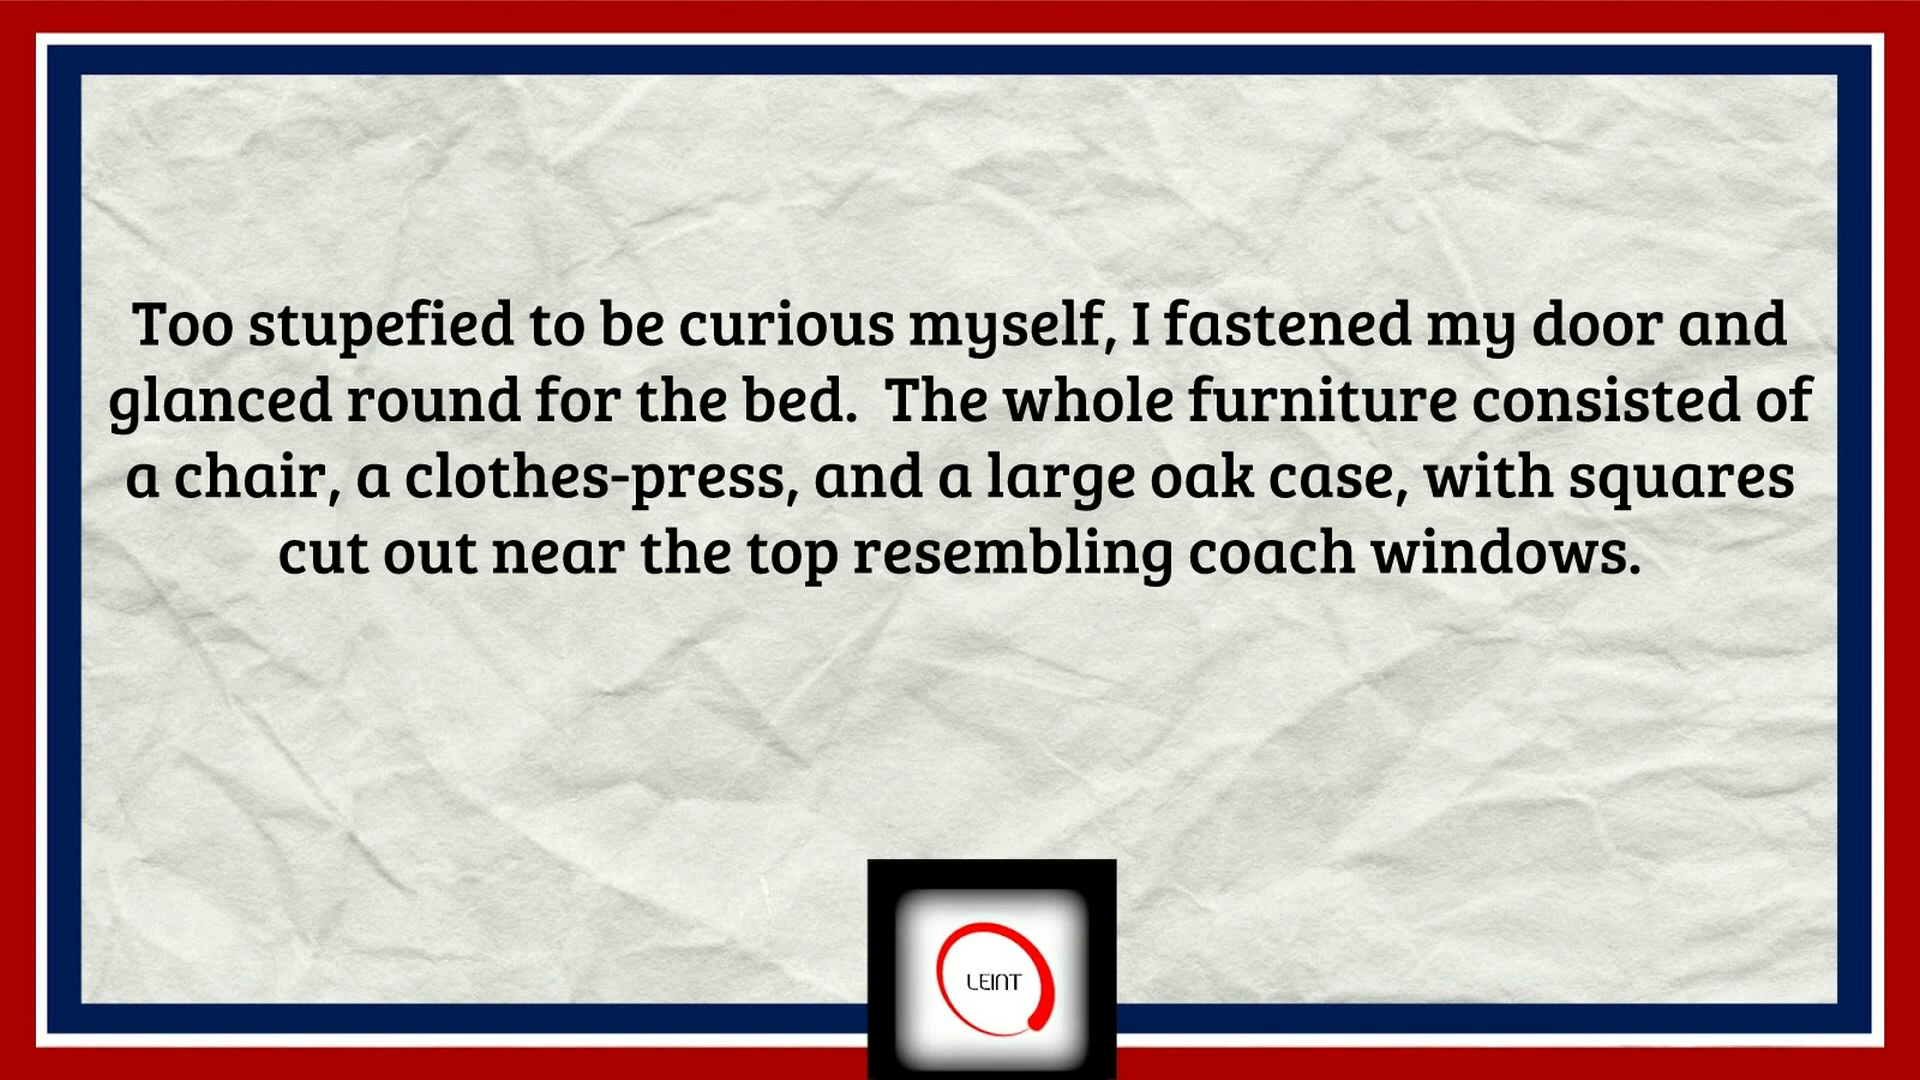 Too stupefied to be curious myself, I fastened my door and
glanced round for the bed.  The whole furniture consisted of
a chair, a clothes-press, and a large oak case, with squares
cut out near the top resembling coach windows.
LEINT